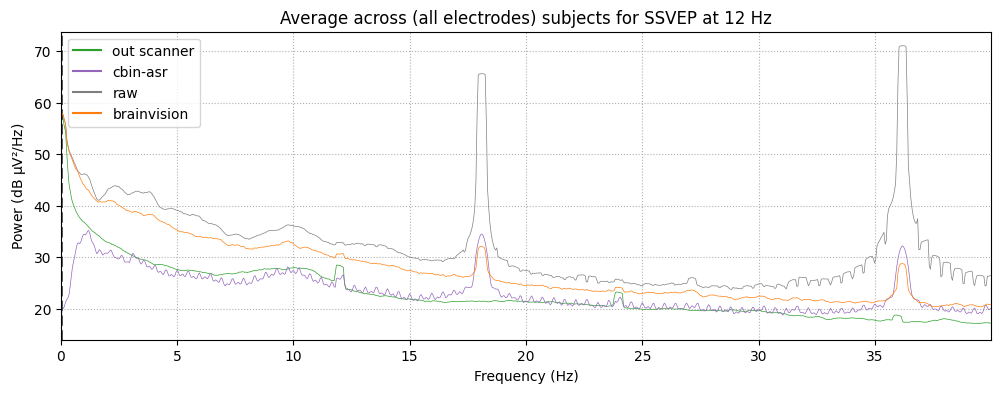 Average across (all electrodes) subjects for SSVEP at 12 Hz
out scanner
cbin-asr
raw
brainvision
Power (dB µV²/Hz)
70
60
50
40
30
20
0 5 10 15 20 25 30 35
Frequency (Hz)